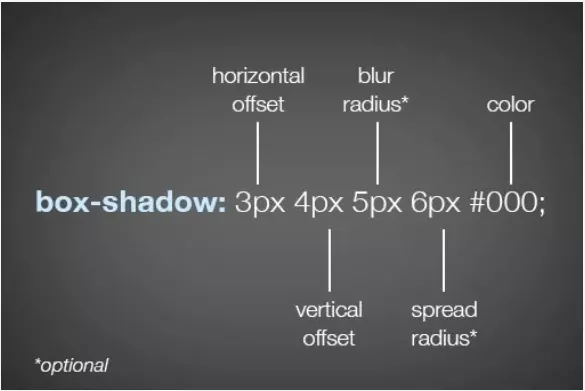 horizontal offset
blur radius*
color
box-shadow: 3px 4px 5px 6px #000;
vertical offset
spread radius*
*optional